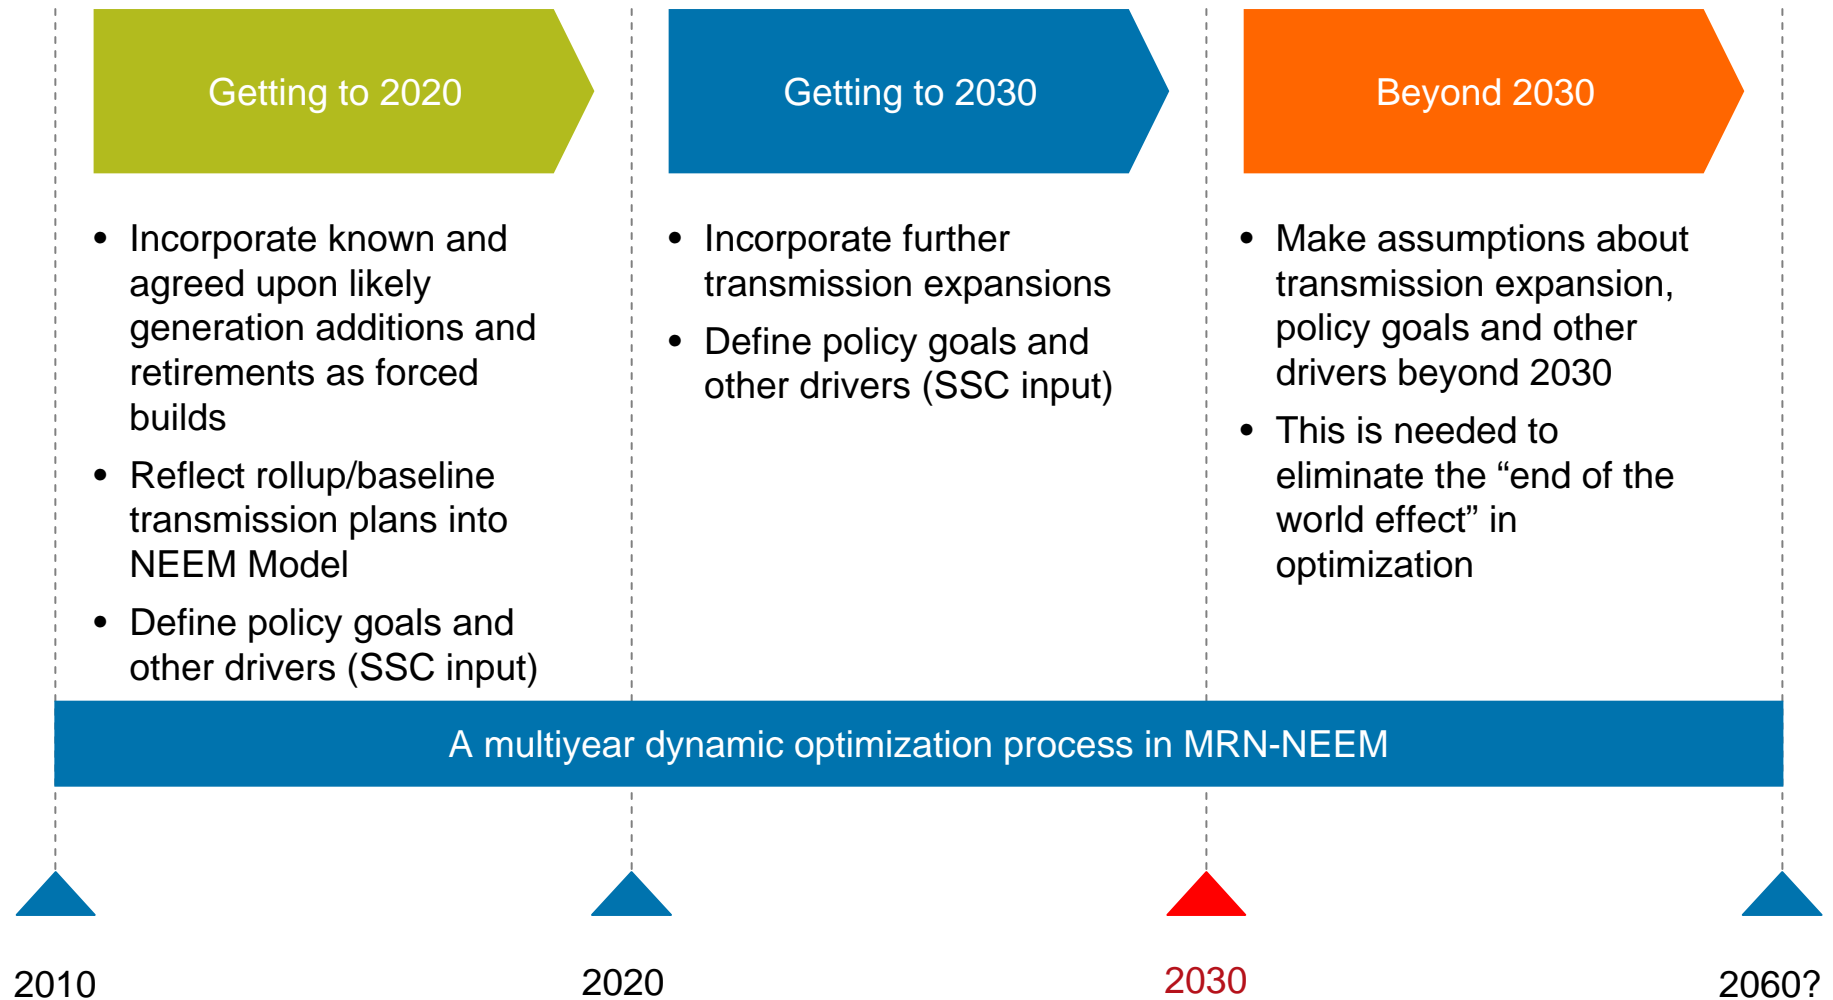 Getting to 2020
Getting to 2030
Beyond 2030
• Incorporate known and
agreed upon likely
generation additions and
retirements as forced
builds
• Reflect rollup/baseline
transmission plans into
NEEM Model
• Define policy goals and
other drivers (SSC input)
• Incorporate further
transmission expansions
• Define policy goals and
other drivers (SSC input)
• Make assumptions about
transmission expansion,
policy goals and other
drivers beyond 2030
• This is needed to
eliminate the “end of the
world effect” in
optimization
A multiyear dynamic optimization process in MRN-NEEM
2010
2020
2030
2060?